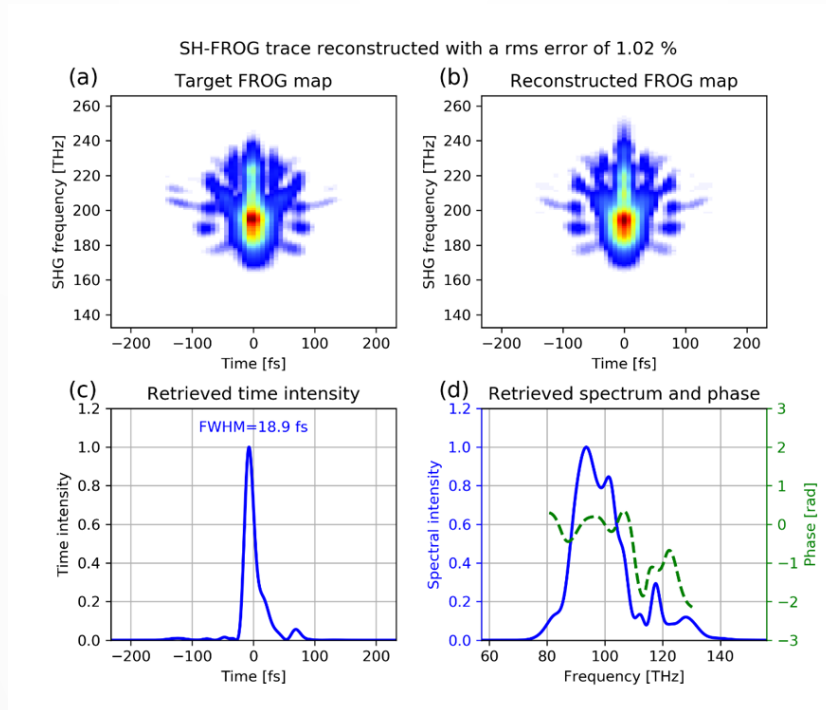 SH-FROG trace reconstructed with a rms error of 1.02 %
(a)
Target FROG map
260
240
220
200
180
160
140
SHG frequency [THz]
−200
−100
0
100
200
Time [fs]
(b)
Reconstructed FROG map
260
240
220
200
180
160
140
SHG frequency [THz]
−200
−100
0
100
200
Time [fs]
(c)
Retrieved time intensity
1.2
1.0
0.8
0.6
0.4
0.2
0.0
Time intensity
FWHM=18.9 fs
−200
−100
0
100
200
Time [fs]
(d)
Retrieved spectrum and phase
1.2
1.0
0.8
0.6
0.4
0.2
0.0
Spectral intensity
3
2
1
0
−1
−2
−3
Phase [rad]
60
80
100
120
140
Frequency [THz]